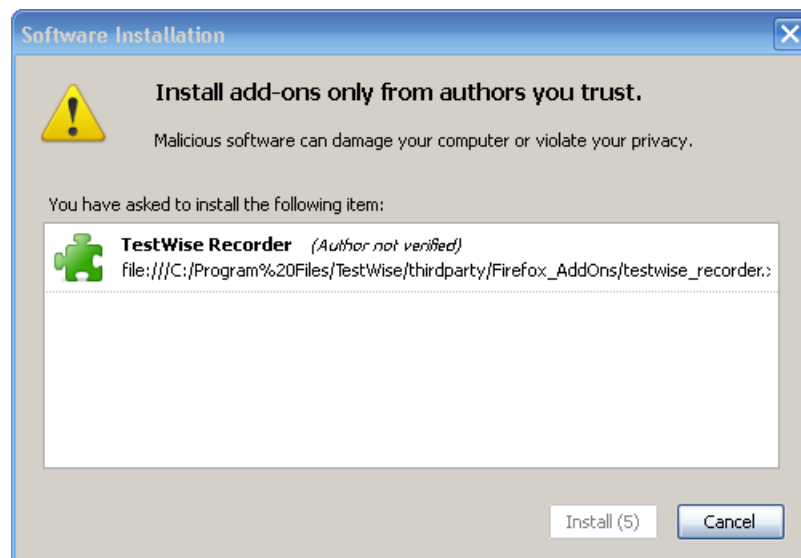 Software Installation
Install add-ons only from authors you trust.
Malicious software can damage your computer or violate your privacy.
You have asked to install the following item:
TestWise Recorder (Author not verified)
file:///C:/Program%20Files/TestWise/thirdparty/Firefox_AddOns/testwise_recorder.
Install (5) Cancel